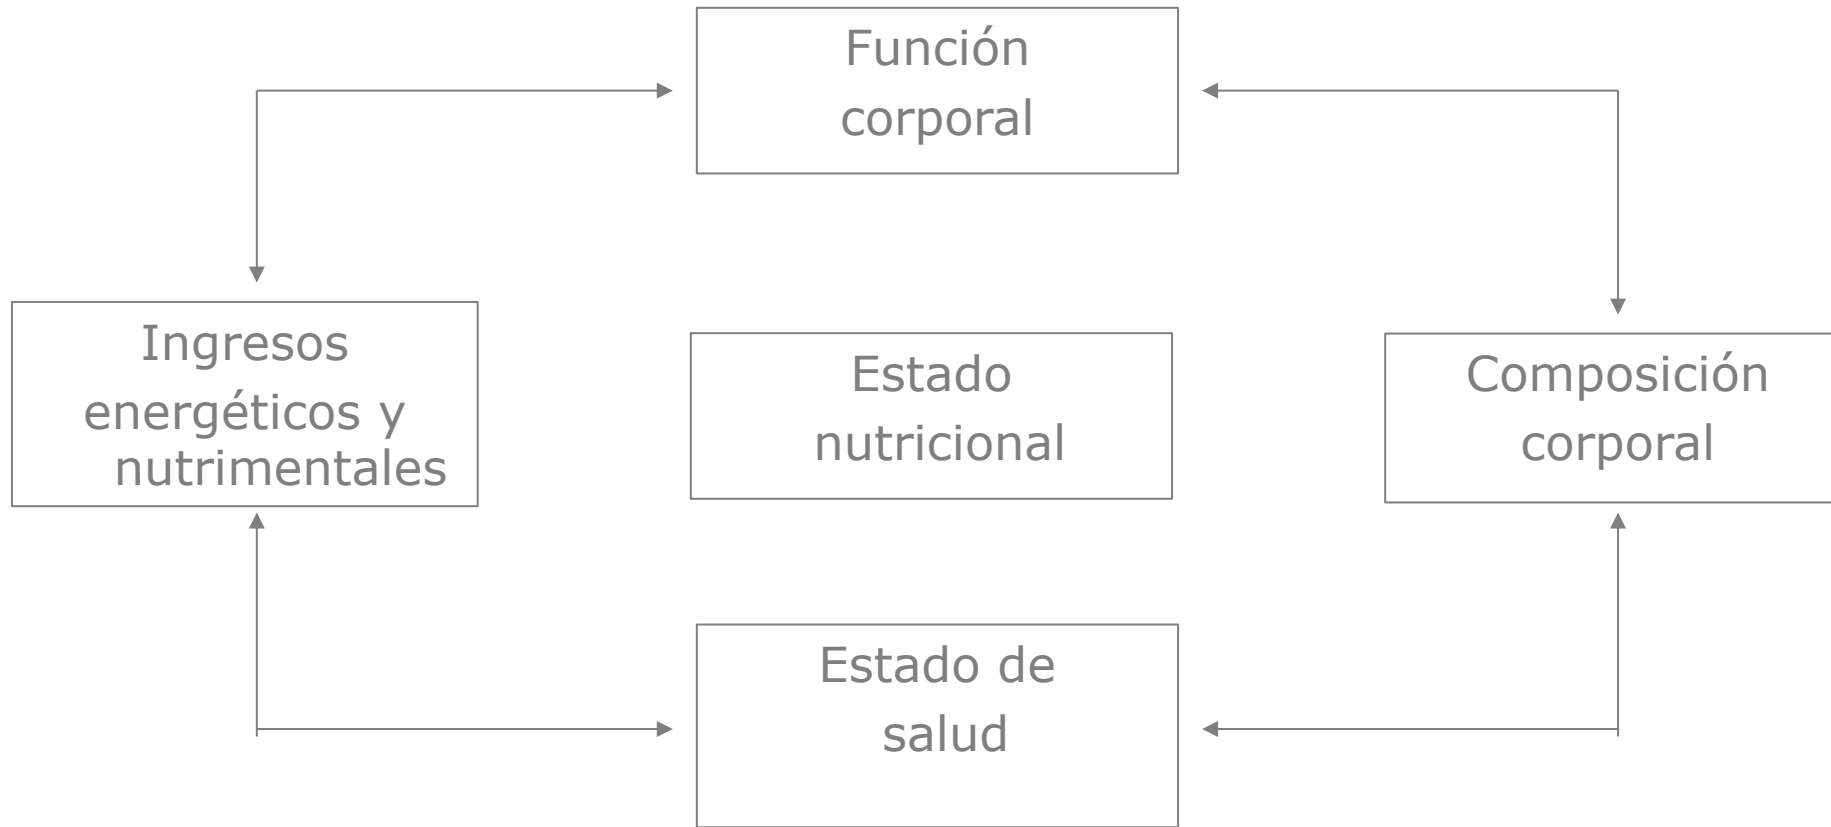 Función
corporal
Ingresos
energéticos y
nutrimentales
Estado
nutricional
Composición
corporal
Estado de
salud